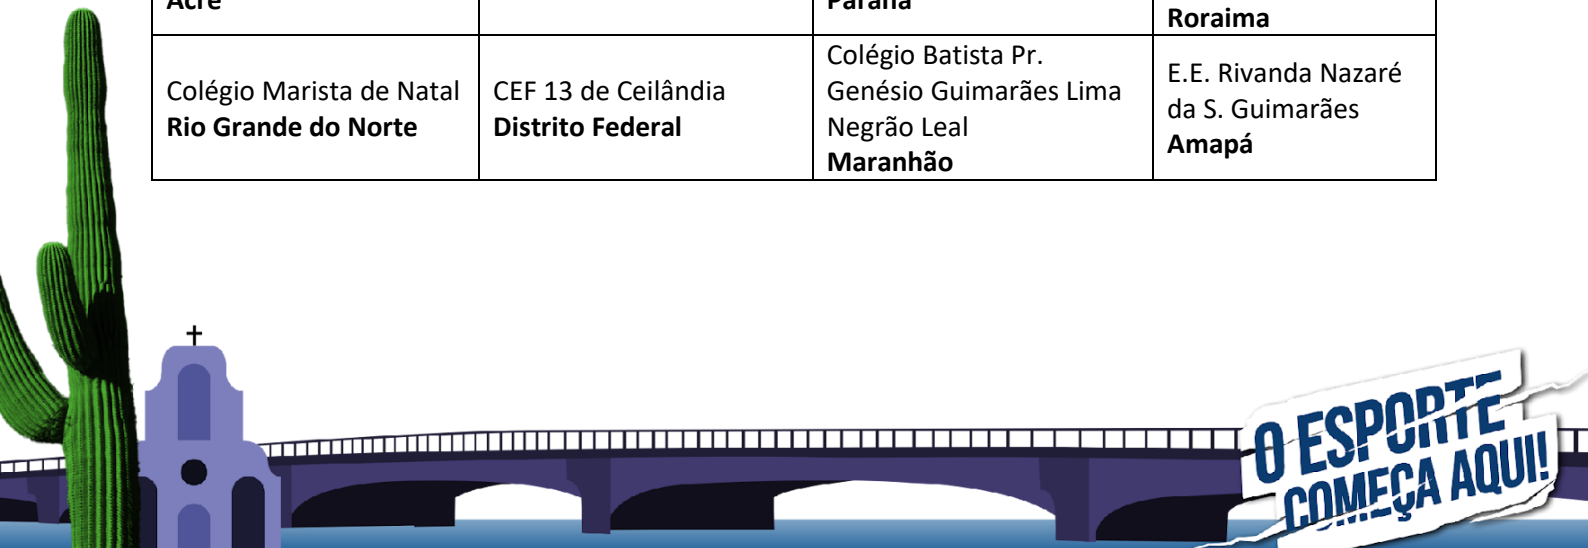 Acre
Paraná
Roraima
Colégio Marista de Natal
Rio Grande do Norte
CEF 13 de Ceilândia
Distrito Federal
Colégio Batista Pr.
Genésio Guimarães Lima
Negrão Leal
Maranhão
E.E. Rivanda Nazaré
da S. Guimarães
Amapá
O ESPORTE
COMEÇA AQUI!